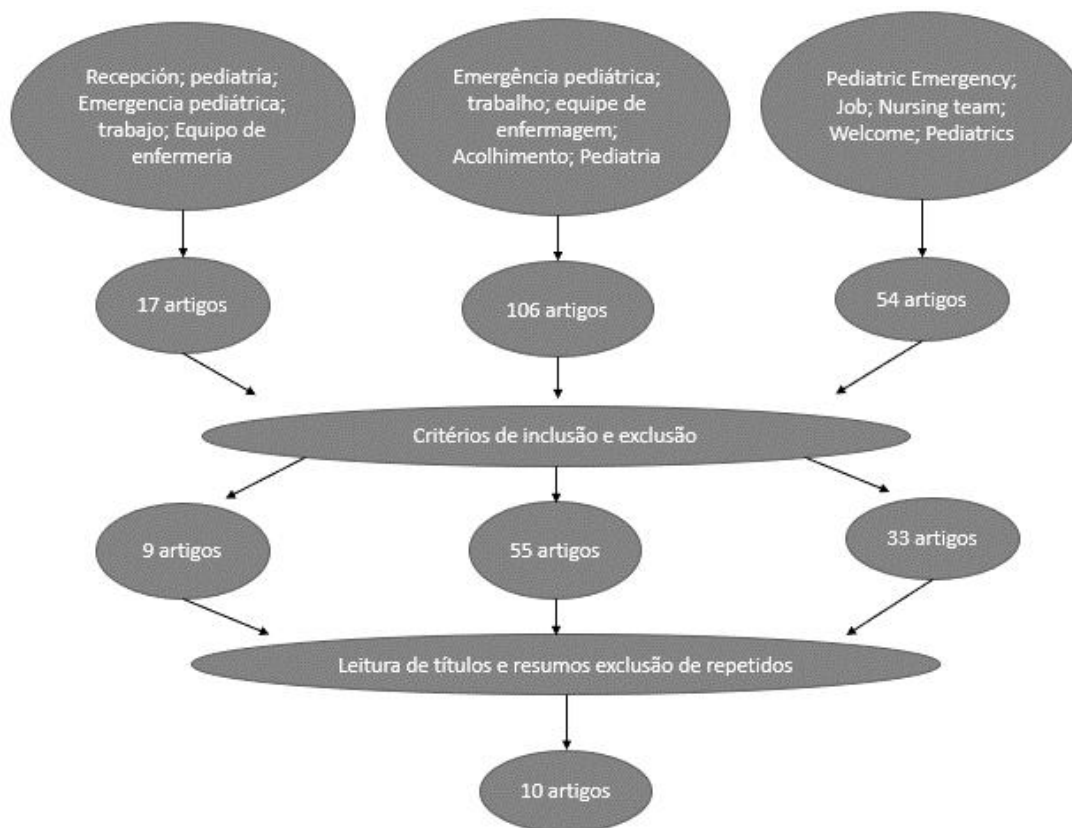 Recepción; pediatría;
Emergencia pediátrica;
trabajo; Equipo de
enfermeria
Emergência pediátrica;
trabalho; equipe de
enfermagem;
Acolhimento; Pediatria
Pediatric Emergency;
Job; Nursing team;
Welcome; Pediatrics
17 artigos
106 artigos
54 artigos
Critérios de inclusão e exclusão
9 artigos
55 artigos
33 artigos
Leitura de títulos e resumos exclusão de repetidos
10 artigos